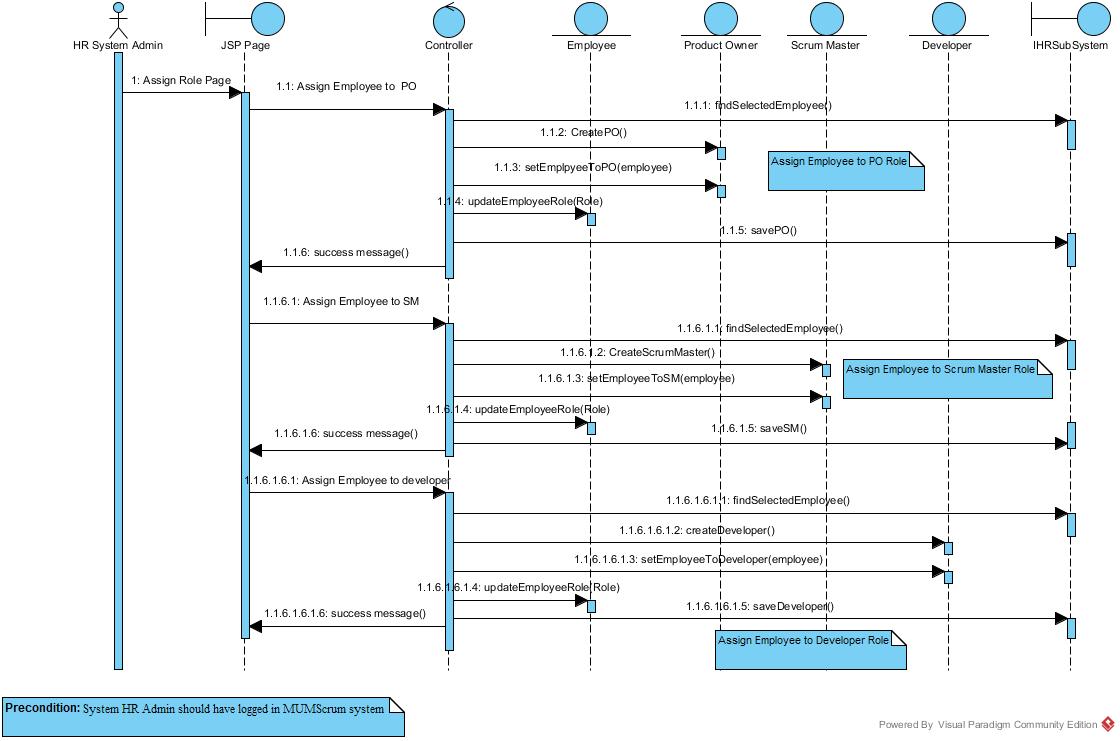 HR System Admin
JSP Page
Controller
Employee
Product Owner
Scrum Master
Developer
IHRSubSystem
1: Assign Role Page
1.1: Assign Employee to PO
1.1.1: findSelectedEmployee()
1.1.2: CreatePO()
Assign Employee to PO Role
1.1.3: setEmlpyeeToPO(employee)
1.1.4: updateEmployeeRole(Role)
1.1.5: savePO()
1.1.6: success message()
1.1.6.1: Assign Employee to SM
1.1.6.1.1: findSelectedEmployee()
1.1.6.1.2: CreateScrumMaster()
Assign Employee to Scrum Master Role
1.1.6.1.3: setEmployeeToSM(employee)
1.1.6.1.4: updateEmployeeRole(Role)
1.1.6.1.5: saveSM()
1.1.6.1.6: success message()
1.1.6.1.6.1: Assign Employee to developer
1.1.6.1.6.1.1: findSelectedEmployee()
1.1.6.1.6.1.2: createDeveloper()
1.1.6.1.6.1.3: setEmployeeToDeveloper(employee)
1.1.6.1.6.1.4: updateEmployeeRole(Role)
1.1.6.1.6.1.5: saveDeveloper()
1.1.6.1.6.1.6: success message()
Assign Employee to Developer Role
Precondition: System HR Admin should have logged in MUMScrum system
Powered By Visual Paradigm Community Edition